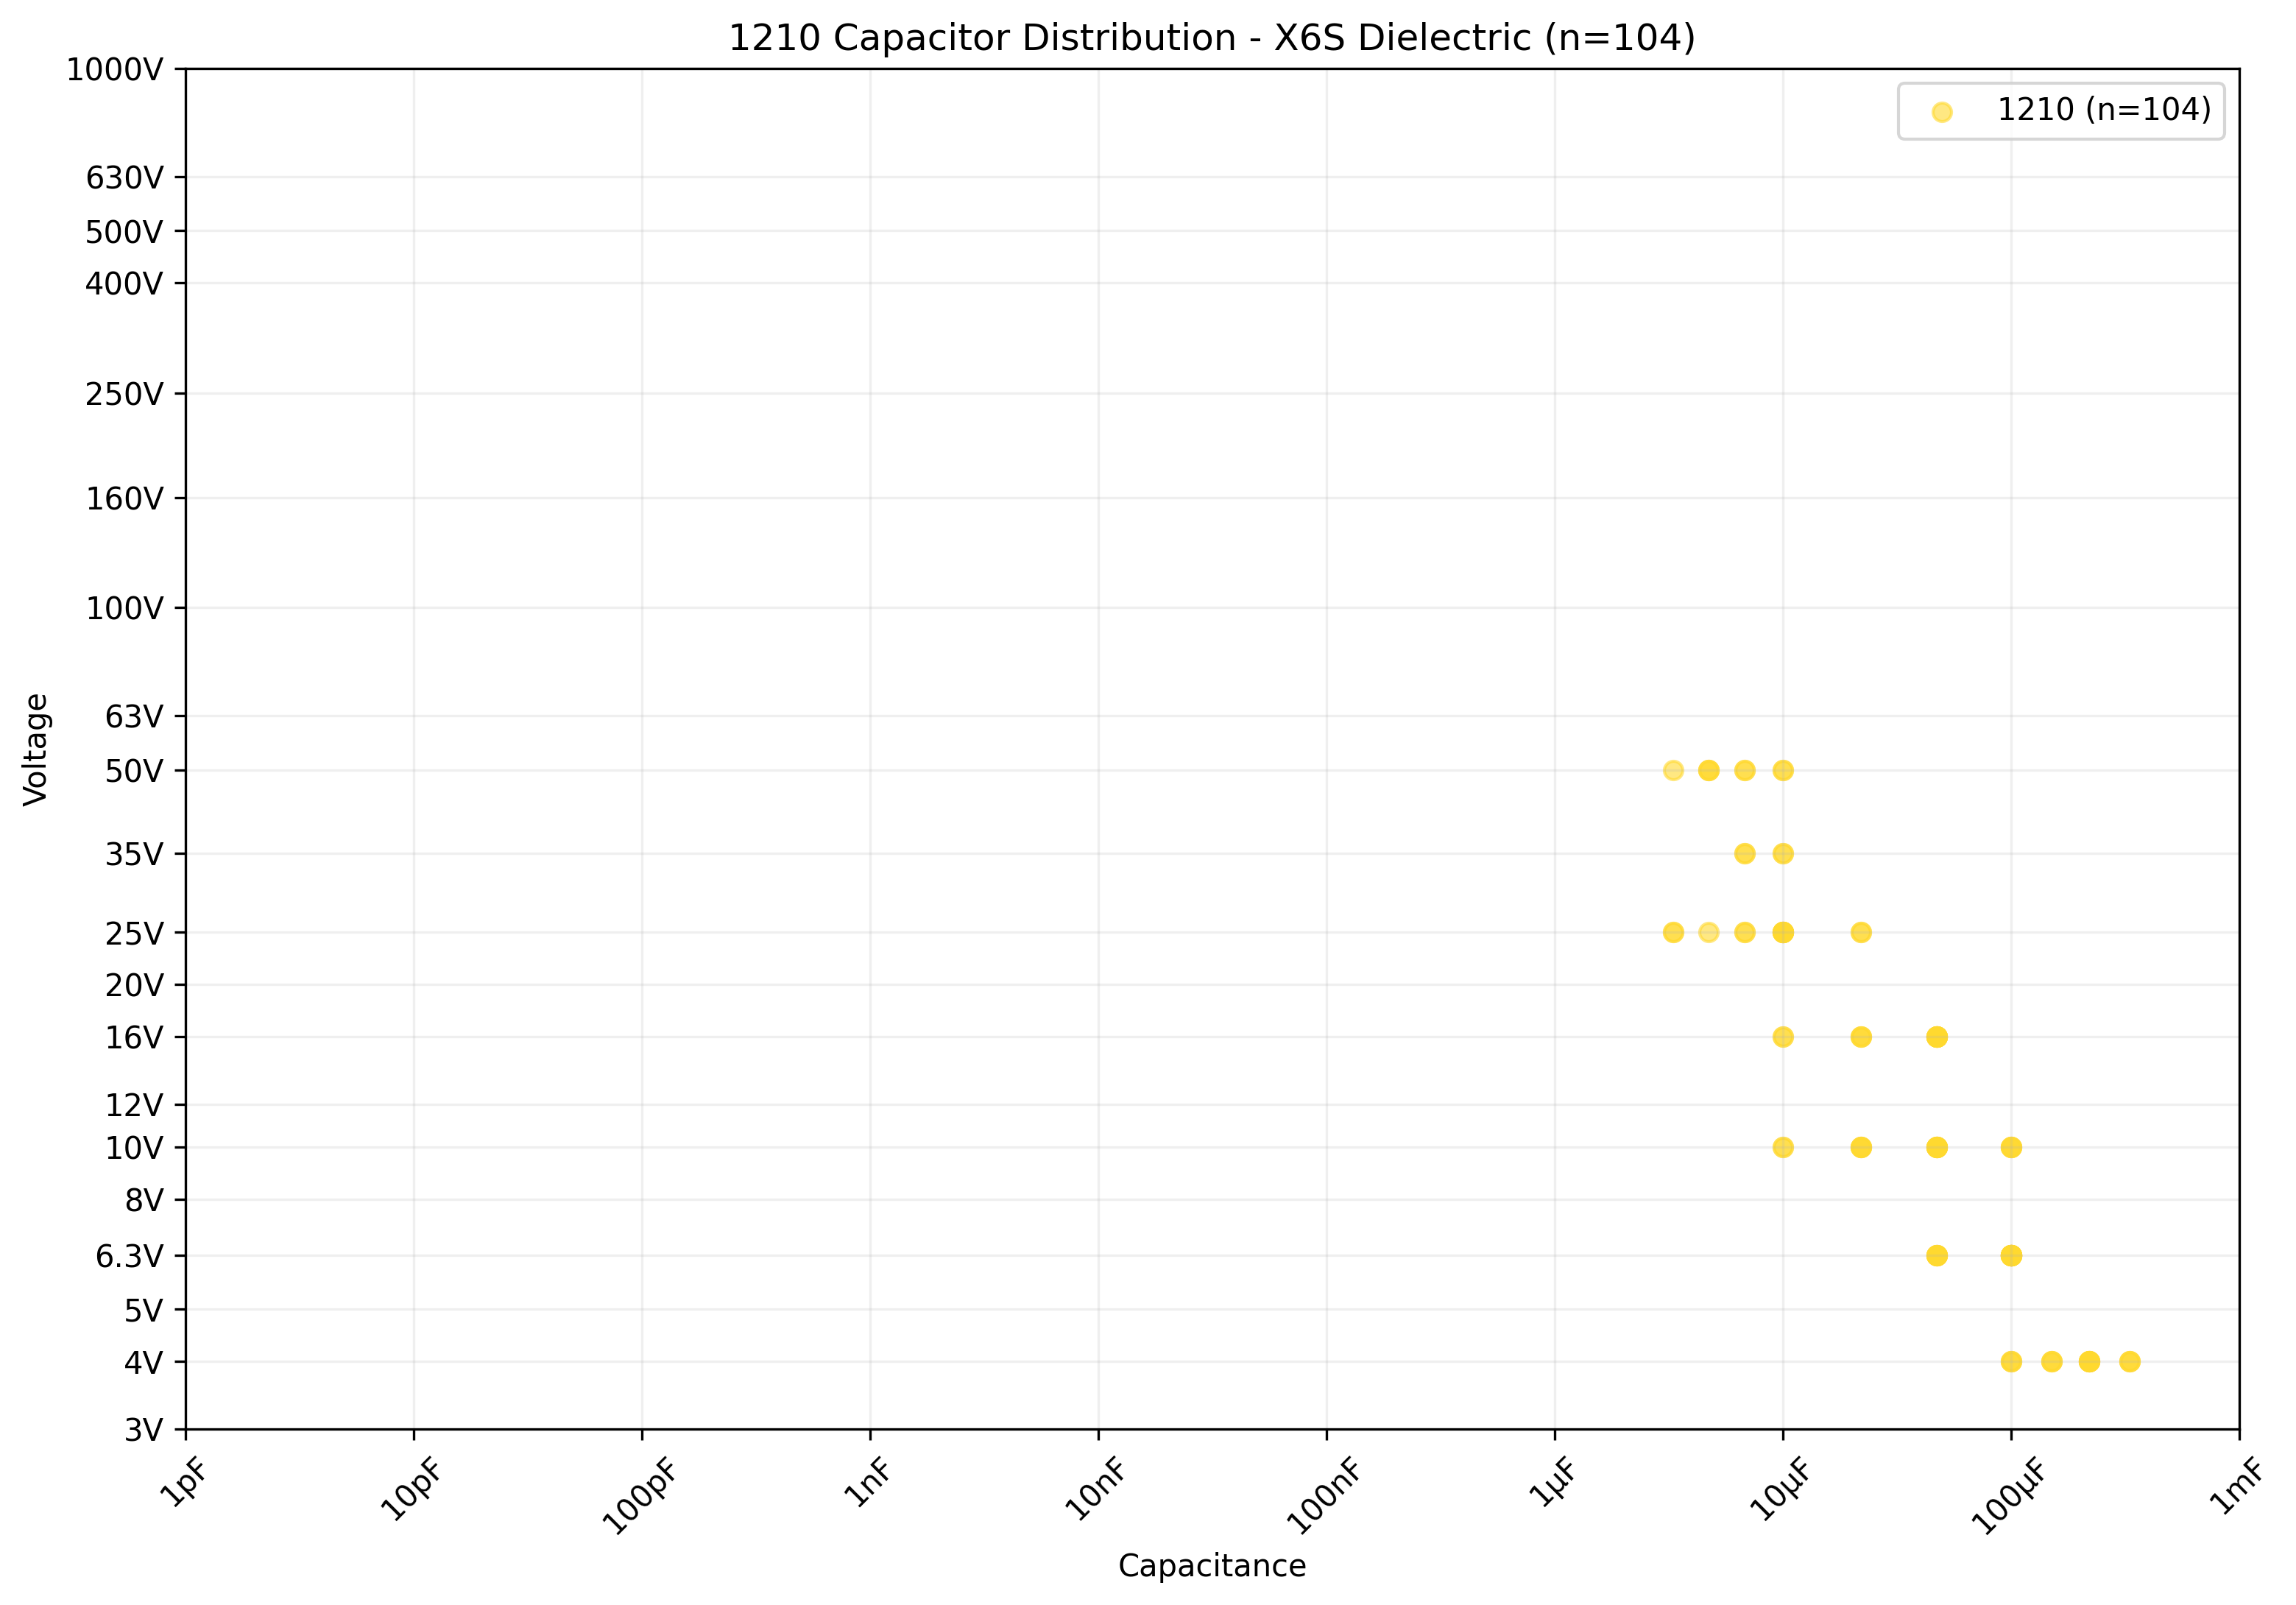 1210 Capacitor Distribution - X6S Dielectric (n=104)
1210 (n=104)
Voltage
1000V
630V
500V
400V
250V
160V
100V
63V
50V
35V
25V
20V
16V
12V
10V
8V
6.3V
5V
4V
3V
1pF
10pF
100pF
1nF
10nF
100nF
1μF
10μF
100μF
1mF
Capacitance